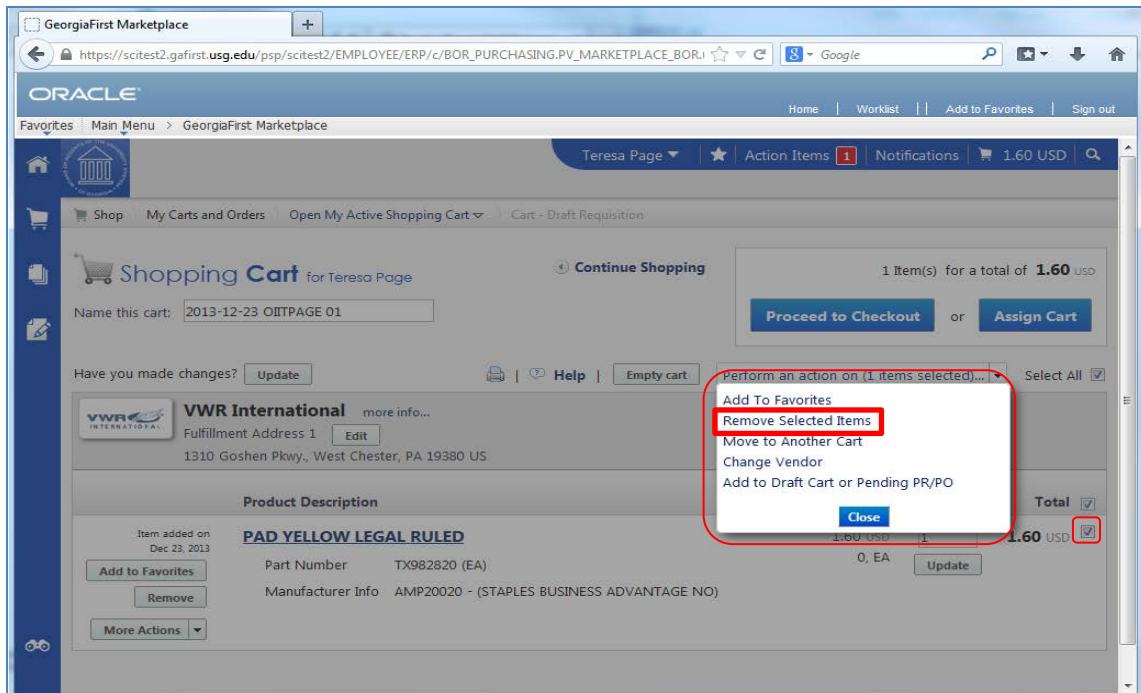 GeorgiaFirst Marketplace +
https://scitest2.gafirst.usg.edu/psp/scitest2/EMPLOYEE/ERP/c/BOR_PURCHASING.PV_MARKETPLACE_BOR. Google
ORACLE
Home | Worklist | | Add to Favorites | Sign out
Favorites Main Menu > GeorgiaFirst Marketplace
Teresa Page Action Items 1 Notifications 1.60 USD
Shop My Carts and Orders Open My Active Shopping Cart Cart - Draft Requisition
Shopping Cart for Teresa Page
Continue Shopping
1 Item(s) for a total of 1.60 USD
Name this cart: 2013-12-23 OIITPAGE 01
Proceed to Checkout or Assign Cart
Have you made changes? Update | Help | Empty cart Perform an action on (1 items selected)... Select All
Add To Favorites
Remove Selected Items
Move to Another Cart
Change Vendor
Add to Draft Cart or Pending PR/PO
Close
VWR INTERNATIONAL
VWR International more info...
Fulfillment Address 1 Edit
1310 Goshen Pkwy., West Chester, PA 19380 US
Product Description Total
Item added on
Dec 23, 2013
PAD YELLOW LEGAL RULED 1.60 USD 1 1.60 USD
Add to Favorites Part Number TX982820 (EA) 0, EA Update
Remove Manufacturer Info AMP20020 - (STAPLES BUSINESS ADVANTAGE NO)
More Actions